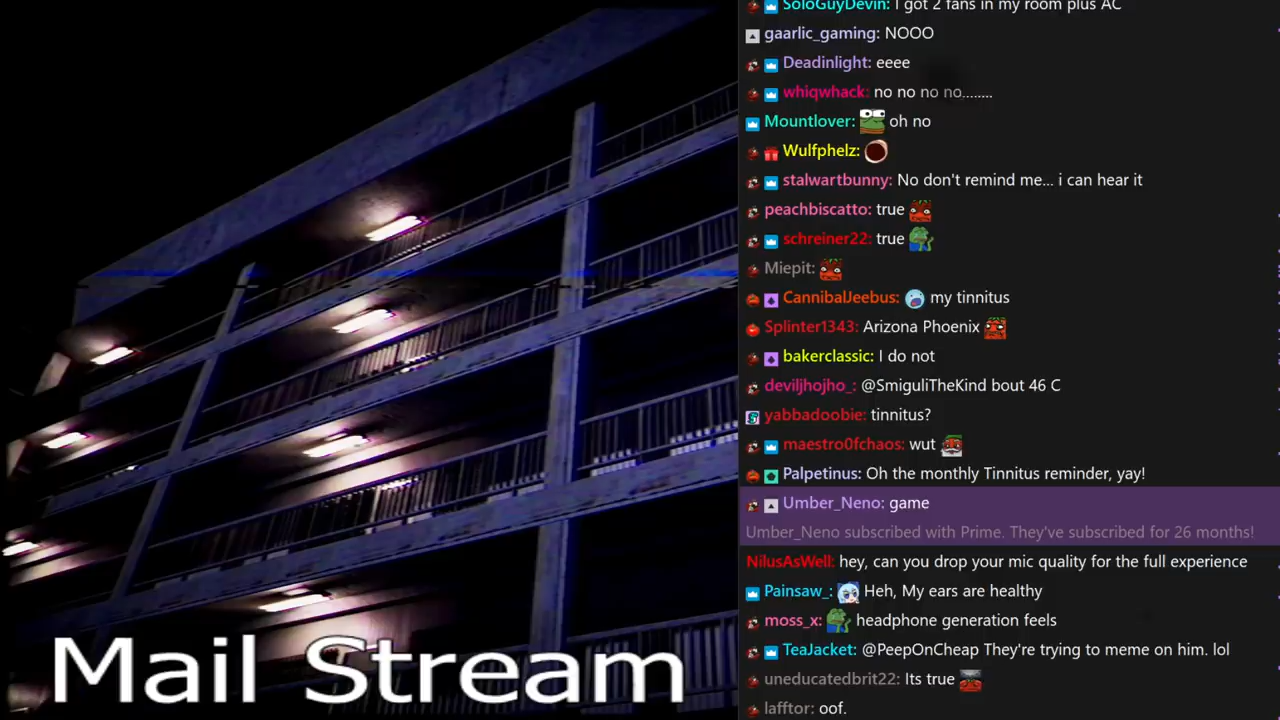 SoloGuyDevin: I got 2 fans in my room plus AC
gaarlic_gaming: NOOO
Deadinlight: eeee
whiqwhack: no no no no........
Mountlover: oh no
Wulfphelz:
stalwartbunny: No don't remind me... i can hear it
peachbiscatto: true
schreiner22: true
Miepit:
CannibalJeebus: my tinnitus
Splinter1343: Arizona Phoenix
bakerclassic: I do not
deviljhojho_: @SmiguliTheKind bout 46 C
yabbadoobie: tinnitus?
maestro0fchaos: wut
Palpetinus: Oh the monthly Tinnitus reminder, yay!
Umber_Neno: game
Umber_Neno subscribed with Prime. They've subscribed for 26 months!
NilusAsWell: hey, can you drop your mic quality for the full experience
Painsaw_: Heh, My ears are healthy
moss_x: headphone generation feels
TeaJacket: @PeepOnCheap They're trying to meme on him. lol
uneducatedbrit22: Its true
lafftor: oof.
Mail Stream